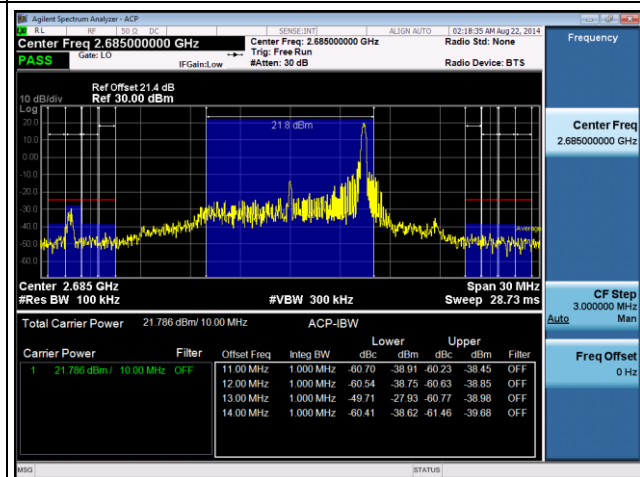 Agilent Spectrum Analyzer - ACP
RL RF 50 Ω DC SENSE:INT ALIGN AUTO 02:18:35 AM Aug 22, 2014
Center Freq 2.685000000 GHz Center Freq: 2.685000000 GHz Radio Std: None
PASS Gate: LO Trig: Free Run
IFGain:Low #Atten: 30 dB Radio Device: BTS
Ref Offset 21.4 dB
10 dB/div Ref 30.00 dBm
Log
21.8 dBm
20.0
10.0
0.00
-10.0
-20.0
-30.0
-40.0
-50.0
-60.0
Average
Center 2.685 GHz Span 30 MHz
#Res BW 100 kHz #VBW 300 kHz Sweep 28.73 ms
Total Carrier Power 21.786 dBm/ 10.00 MHz ACP-IBW
Lower Upper
Carrier Power Filter Offset Freq Integ BW dBc dBm dBc dBm Filter
1 21.786 dBm / 10.00 MHz OFF 11.00 MHz 1.000 MHz -60.70 -38.91 -60.23 -38.45 OFF
12.00 MHz 1.000 MHz -60.54 -38.75 -60.63 -38.85 OFF
13.00 MHz 1.000 MHz -49.71 -27.93 -60.77 -38.98 OFF
14.00 MHz 1.000 MHz -60.41 -38.62 -61.46 -39.68 OFF
MSG STATUS
Frequency
Center Freq
2.685000000 GHz
CF Step
3.000000 MHz
Auto Man
Freq Offset
0 Hz